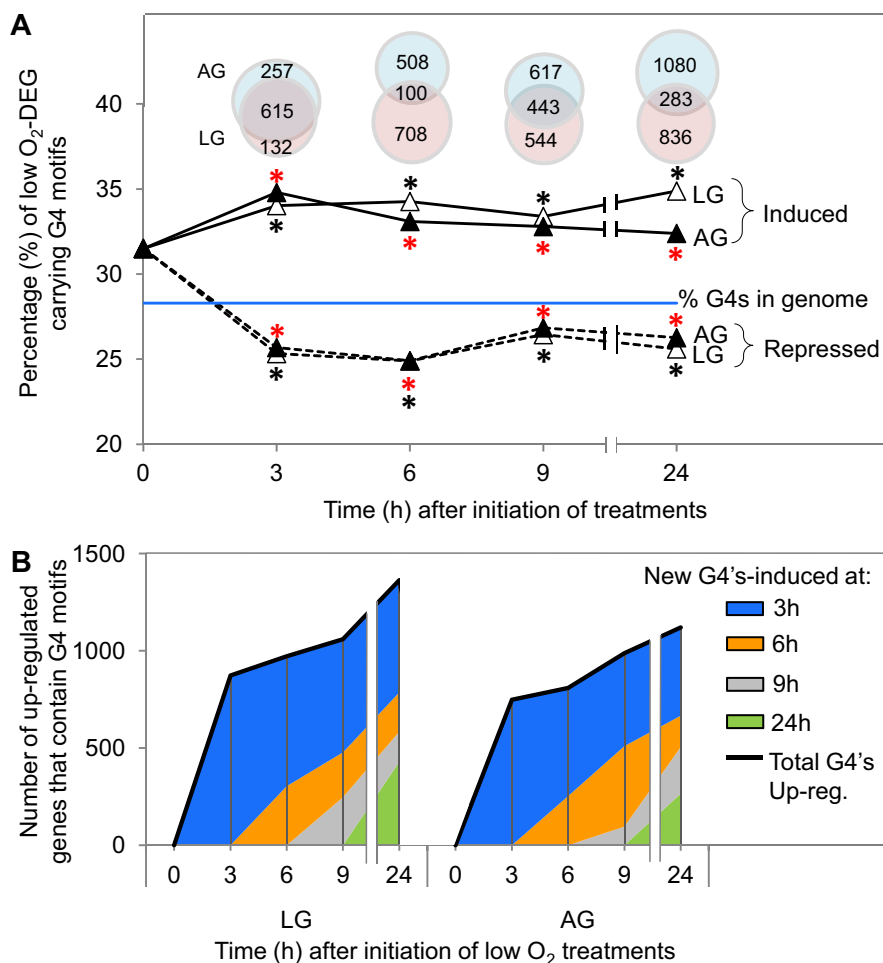 A
Percentage (%) of low O₂-DEG
carrying G4 motifs
40
35
30
25
20
AG
LG
257
615
132
508
100
708
617
443
544
1080
283
836
*
*
*
*
*
*
*
*
LG
AG
Induced
% G4s in genome
*
*
*
*
*
*
*
*
AG
LG
Repressed
0 3 6 9 24
Time (h) after initiation of treatments
B
Number of up-regulated
genes that contain G4 motifs
1500
1000
500
0
New G4's-induced at:
3h
6h
9h
24h
Total G4's
Up-reg.
0 3 6 9 24 0 3 6 9 24
LG AG
Time (h) after initiation of low O₂ treatments